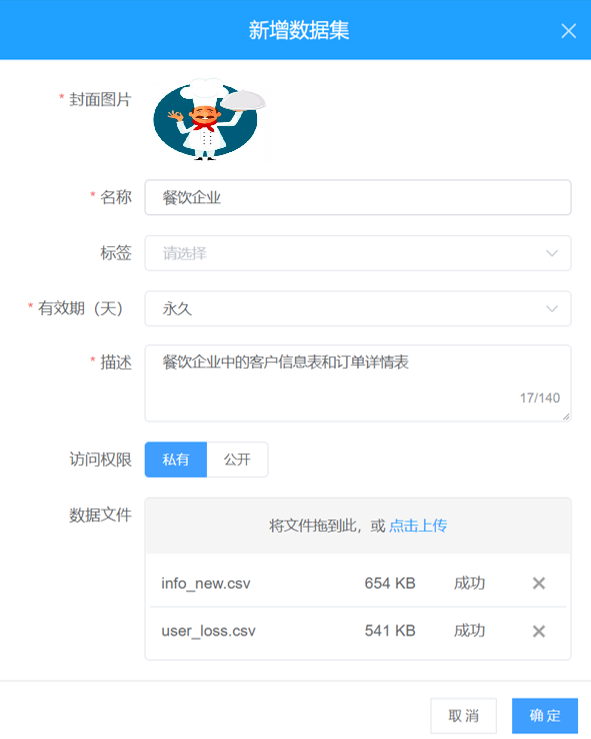 新增数据集
* 封面图片
* 名称 餐饮企业
标签 请选择
* 有效期（天） 永久
* 描述 餐饮企业中的客户信息表和订单详情表
17/140
访问权限 私有 公开
数据文件 将文件拖到此，或 点击上传
info_new.csv 654 KB 成功
user_loss.csv 541 KB 成功
取消 确定